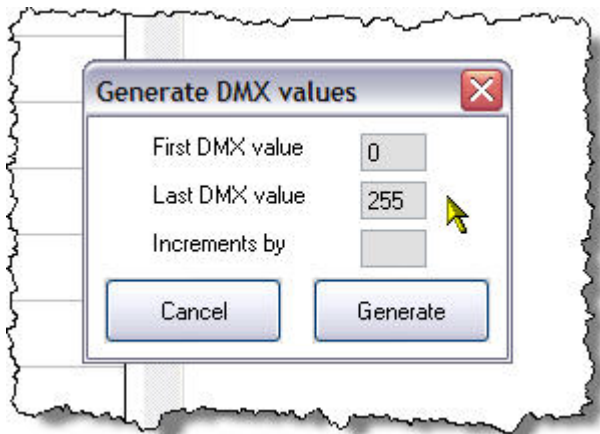 Generate DMX values
First DMX value 0
Last DMX value 255
Increments by
Cancel Generate